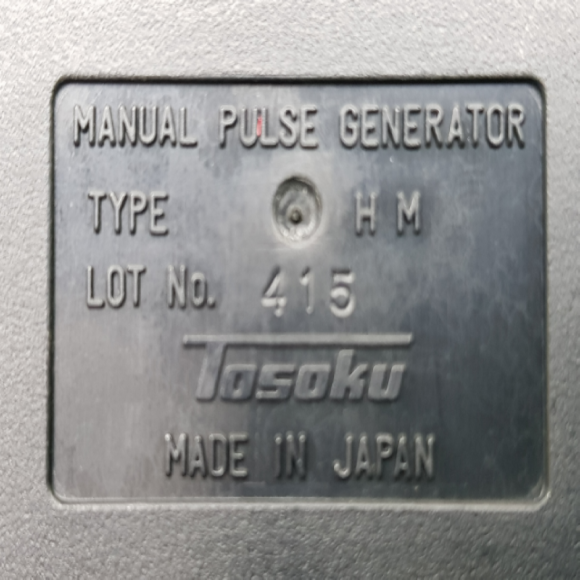 MANUAL PULSE GENERATOR
TYPE HM
LOT No. 415
Tosoku
MADE IN JAPAN